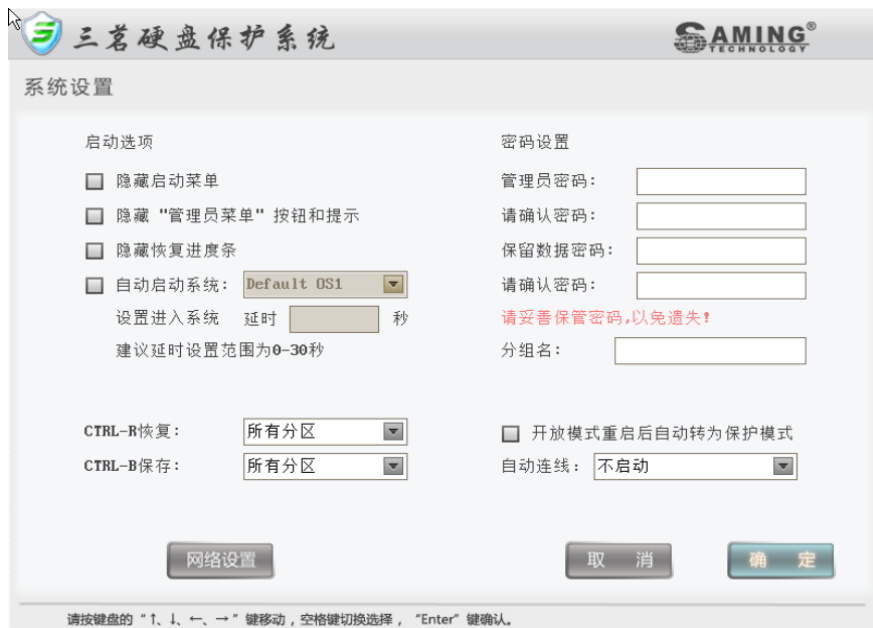 三茗硬盘保护系统
SAMING®
TECHNOLOGY
系统设置
启动选项
隐藏启动菜单
隐藏 "管理员菜单" 按钮和提示
隐藏恢复进度条
自动启动系统: Default OS1
设置进入系统 延时 秒
建议延时设置范围为0-30秒
CTRL-R恢复: 所有分区
CTRL-B保存: 所有分区
密码设置
管理员密码:
请确认密码:
保留数据密码:
请确认密码:
请妥善保管密码,以免遗失!
分组名:
开放模式重启后自动转为保护模式
自动连线: 不启动
网络设置
取 消
确 定
请按键盘的 "↑、↓、←、→" 键移动，空格键切换选择， "Enter" 键确认。